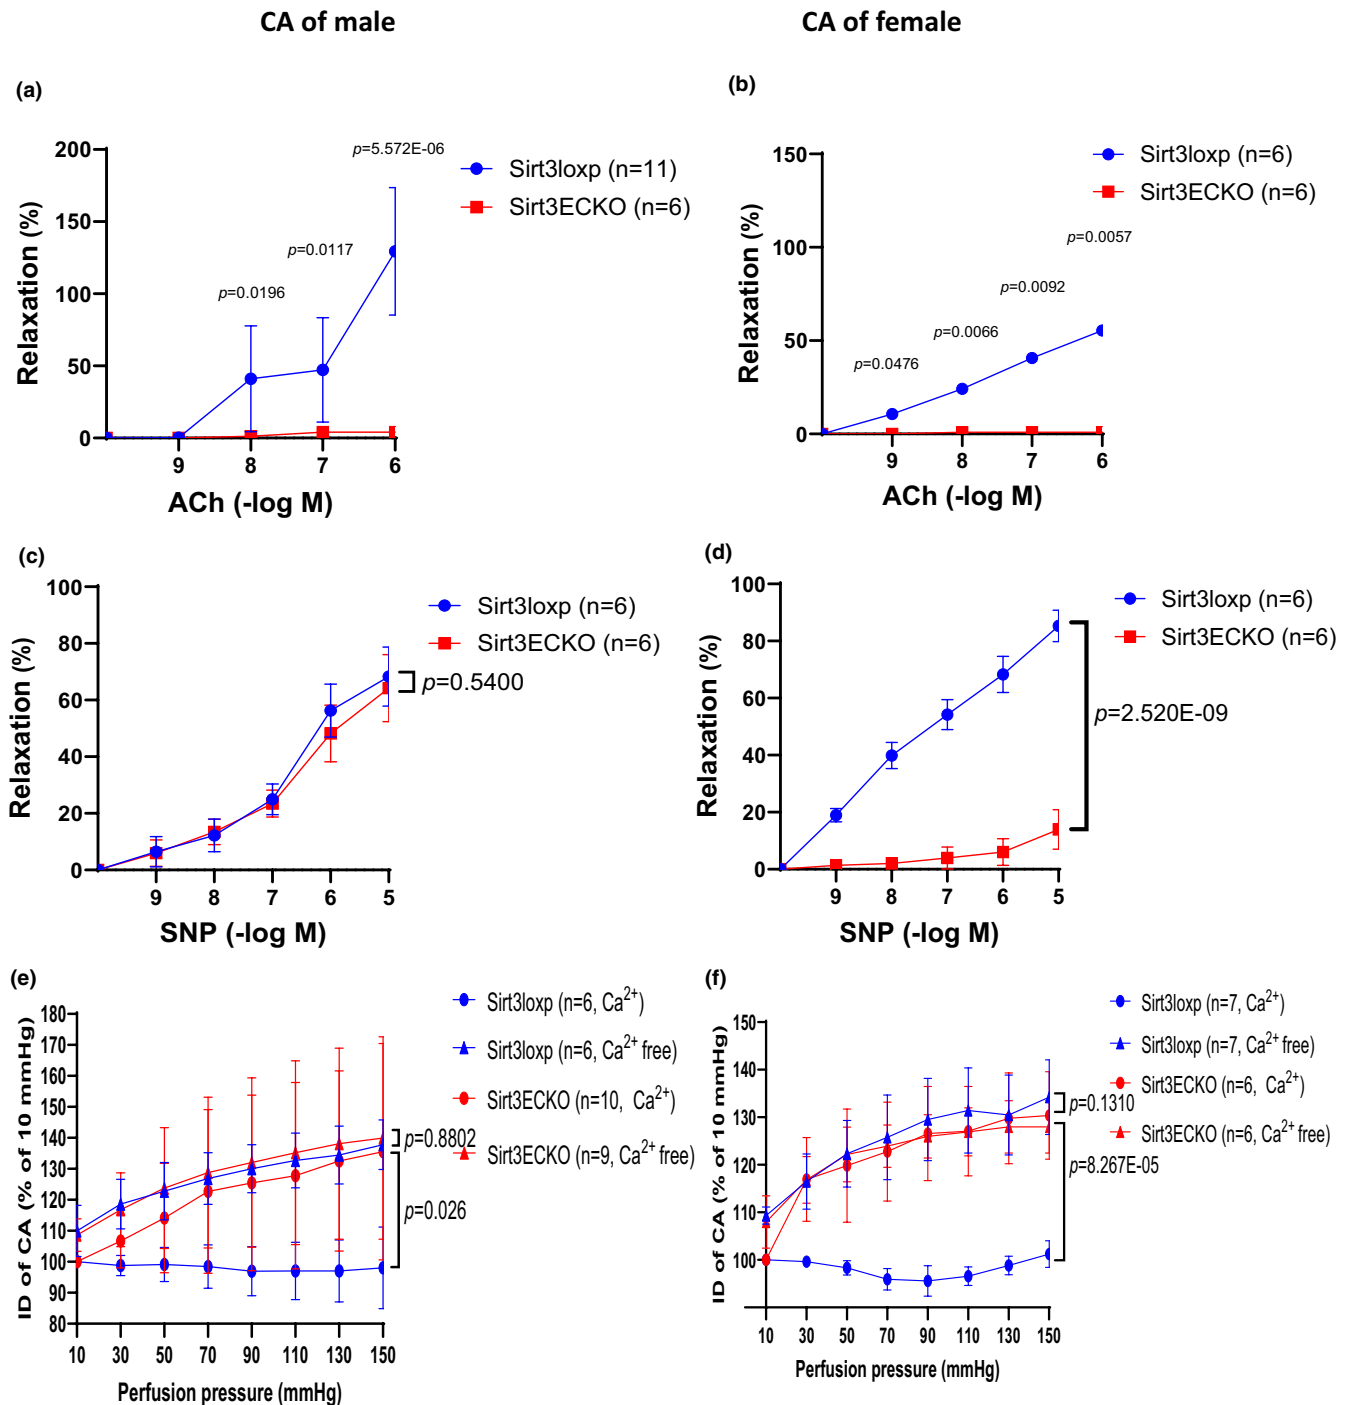 CA of male
CA of female
(a)
200
150
100
50
0
Relaxation (%)
9 8 7 6
ACh (-log M)
p=0.0196
p=0.0117
p=5.572E-06
Sirt3loxp (n=11)
Sirt3ECKO (n=6)
(b)
150
100
50
0
Relaxation (%)
9 8 7 6
ACh (-log M)
p=0.0476
p=0.0066
p=0.0092
p=0.0057
Sirt3loxp (n=6)
Sirt3ECKO (n=6)
(c)
100
80
60
40
20
0
Relaxation (%)
9 8 7 6 5
SNP (-log M)
p=0.5400
Sirt3loxp (n=6)
Sirt3ECKO (n=6)
(d)
100
80
60
40
20
0
Relaxation (%)
9 8 7 6 5
SNP (-log M)
p=2.520E-09
Sirt3loxp (n=6)
Sirt3ECKO (n=6)
(e)
180
170
160
150
140
130
120
110
100
90
80
ID of CA (% of 10 mmHg)
10 30 50 70 90 110 130 150
Perfusion pressure (mmHg)
Sirt3loxp (n=6, Ca²⁺)
Sirt3loxp (n=6, Ca²⁺ free)
Sirt3ECKO (n=10, Ca²⁺)
Sirt3ECKO (n=9, Ca²⁺ free)
p=0.8802
p=0.026
(f)
150
140
130
120
110
100
ID of CA (% of 10 mmHg)
10 30 50 70 90 110 130 150
Perfusion pressure (mmHg)
Sirt3loxp (n=7, Ca²⁺)
Sirt3loxp (n=7, Ca²⁺ free)
Sirt3ECKO (n=6, Ca²⁺)
Sirt3ECKO (n=6, Ca²⁺ free)
p=0.1310
p=8.267E-05